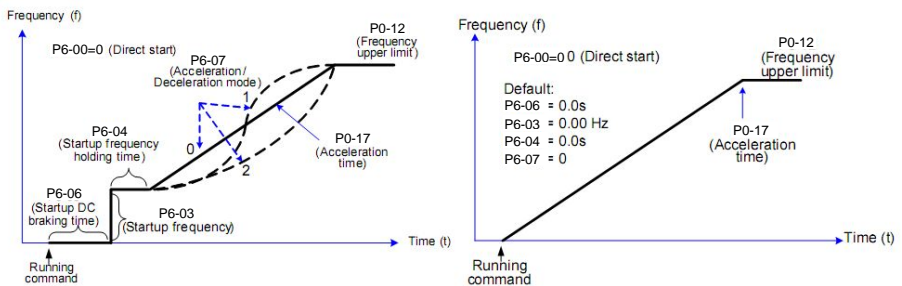 Frequency (f)
P6-00=0 (Direct start)
P6-07
(Acceleration/
Deceleration mode)
P0-12
(Frequency
upper limit)
1
0
2
P6-04
(Startup frequency
holding time)
P0-17
(Acceleration
time)
P6-06
(Startup DC
braking time)
P6-03
(Startup frequency)
Time (t)
Running
command
Frequency (f)
P6-00=0 0 (Direct start)
P0-12
(Frequency
upper limit)
Default:
P6-06 = 0.0s
P6-03 = 0.00 Hz
P6-04 = 0.0s
P6-07 = 0
P0-17
(Acceleration
time)
Time (t)
Running
command